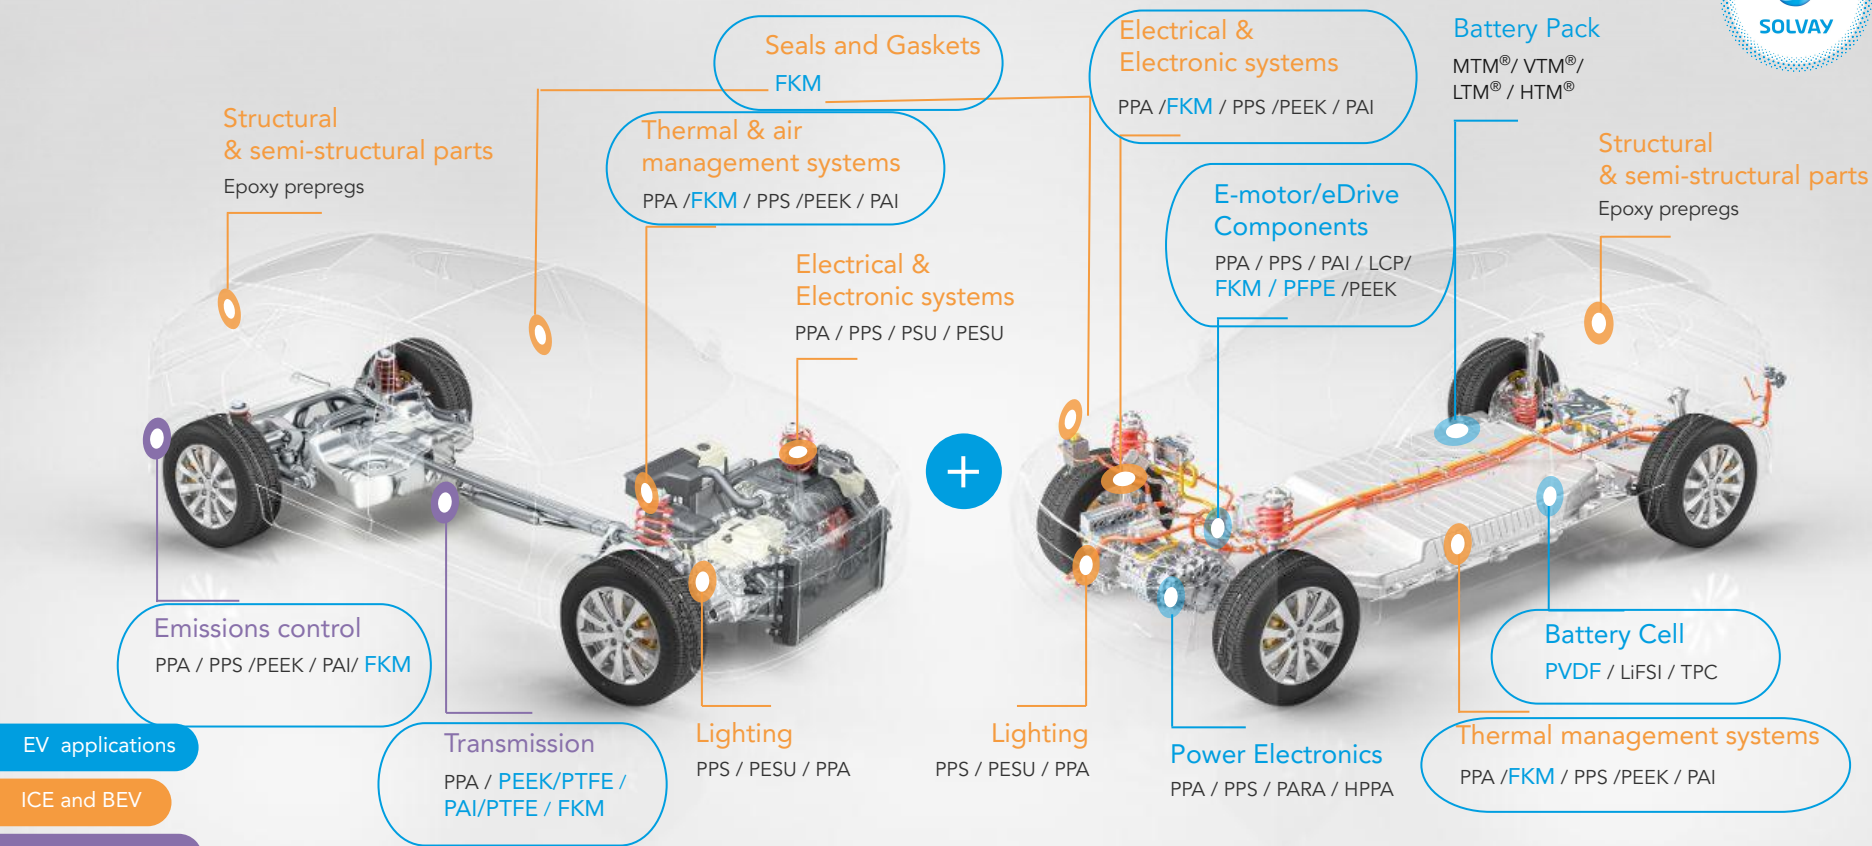 SOLVAY
Seals and Gaskets
FKM
Electrical &
Electronic systems
PPA /FKM / PPS /PEEK / PAI
Battery Pack
MTM®/ VTM®/
LTM® / HTM®
Structural
& semi-structural parts
Epoxy prepregs
Thermal & air
management systems
PPA /FKM / PPS /PEEK / PAI
Structural
& semi-structural parts
Epoxy prepregs
E-motor/eDrive
Components
PPA / PPS / PAI / LCP/
FKM / PFPE /PEEK
Electrical &
Electronic systems
PPA / PPS / PSU / PESU
+
Emissions control
PPA / PPS /PEEK / PAI/ FKM
Battery Cell
PVDF / LiFSI / TPC
Transmission
PPA / PEEK/PTFE /
PAI/PTFE / FKM
Lighting
PPS / PESU / PPA
Lighting
PPS / PESU / PPA
Power Electronics
PPA / PPS / PARA / HPPA
Thermal management systems
PPA /FKM / PPS /PEEK / PAI
EV applications
ICE and BEV